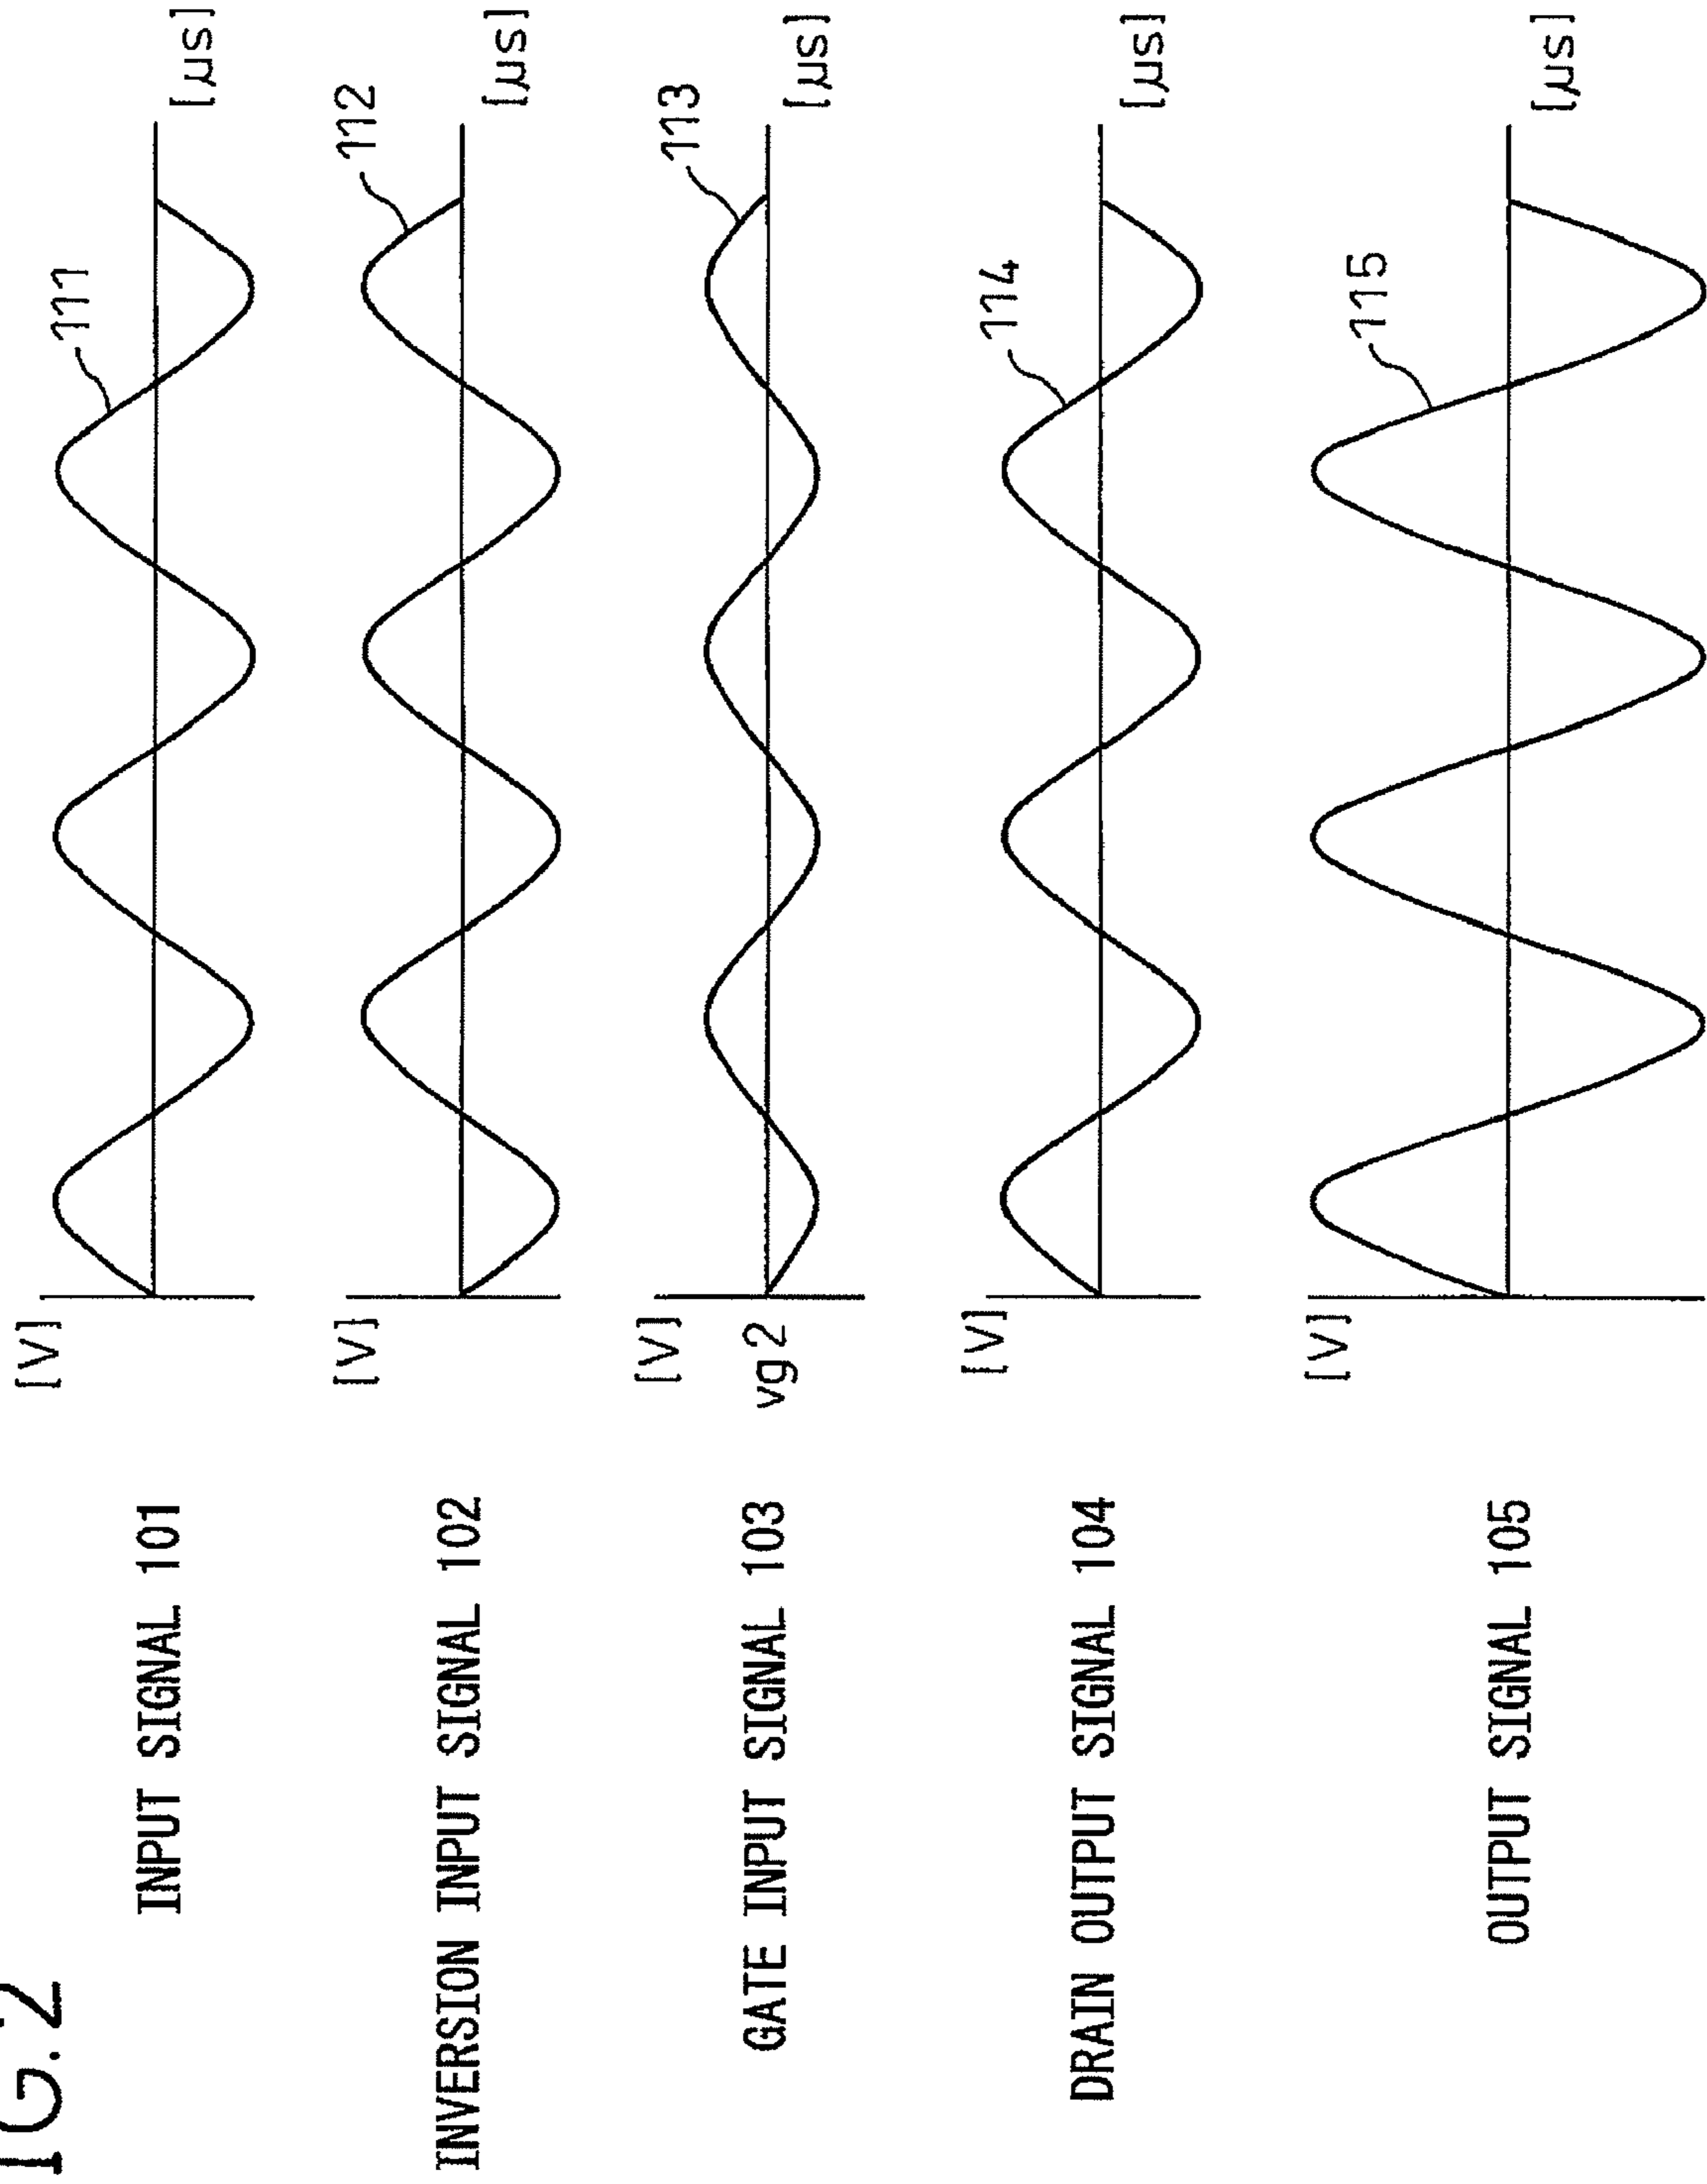 IG.2
INPUT SIGNAL 101
[V]
111
[μs]
INVERSION INPUT SIGNAL 102
[V]
112
[μs]
GATE INPUT SIGNAL 103
[V]
vg2
113
[μs]
DRAIN OUTPUT SIGNAL 104
[V]
114
[μs]
OUTPUT SIGNAL 105
[V]
115
[μs]